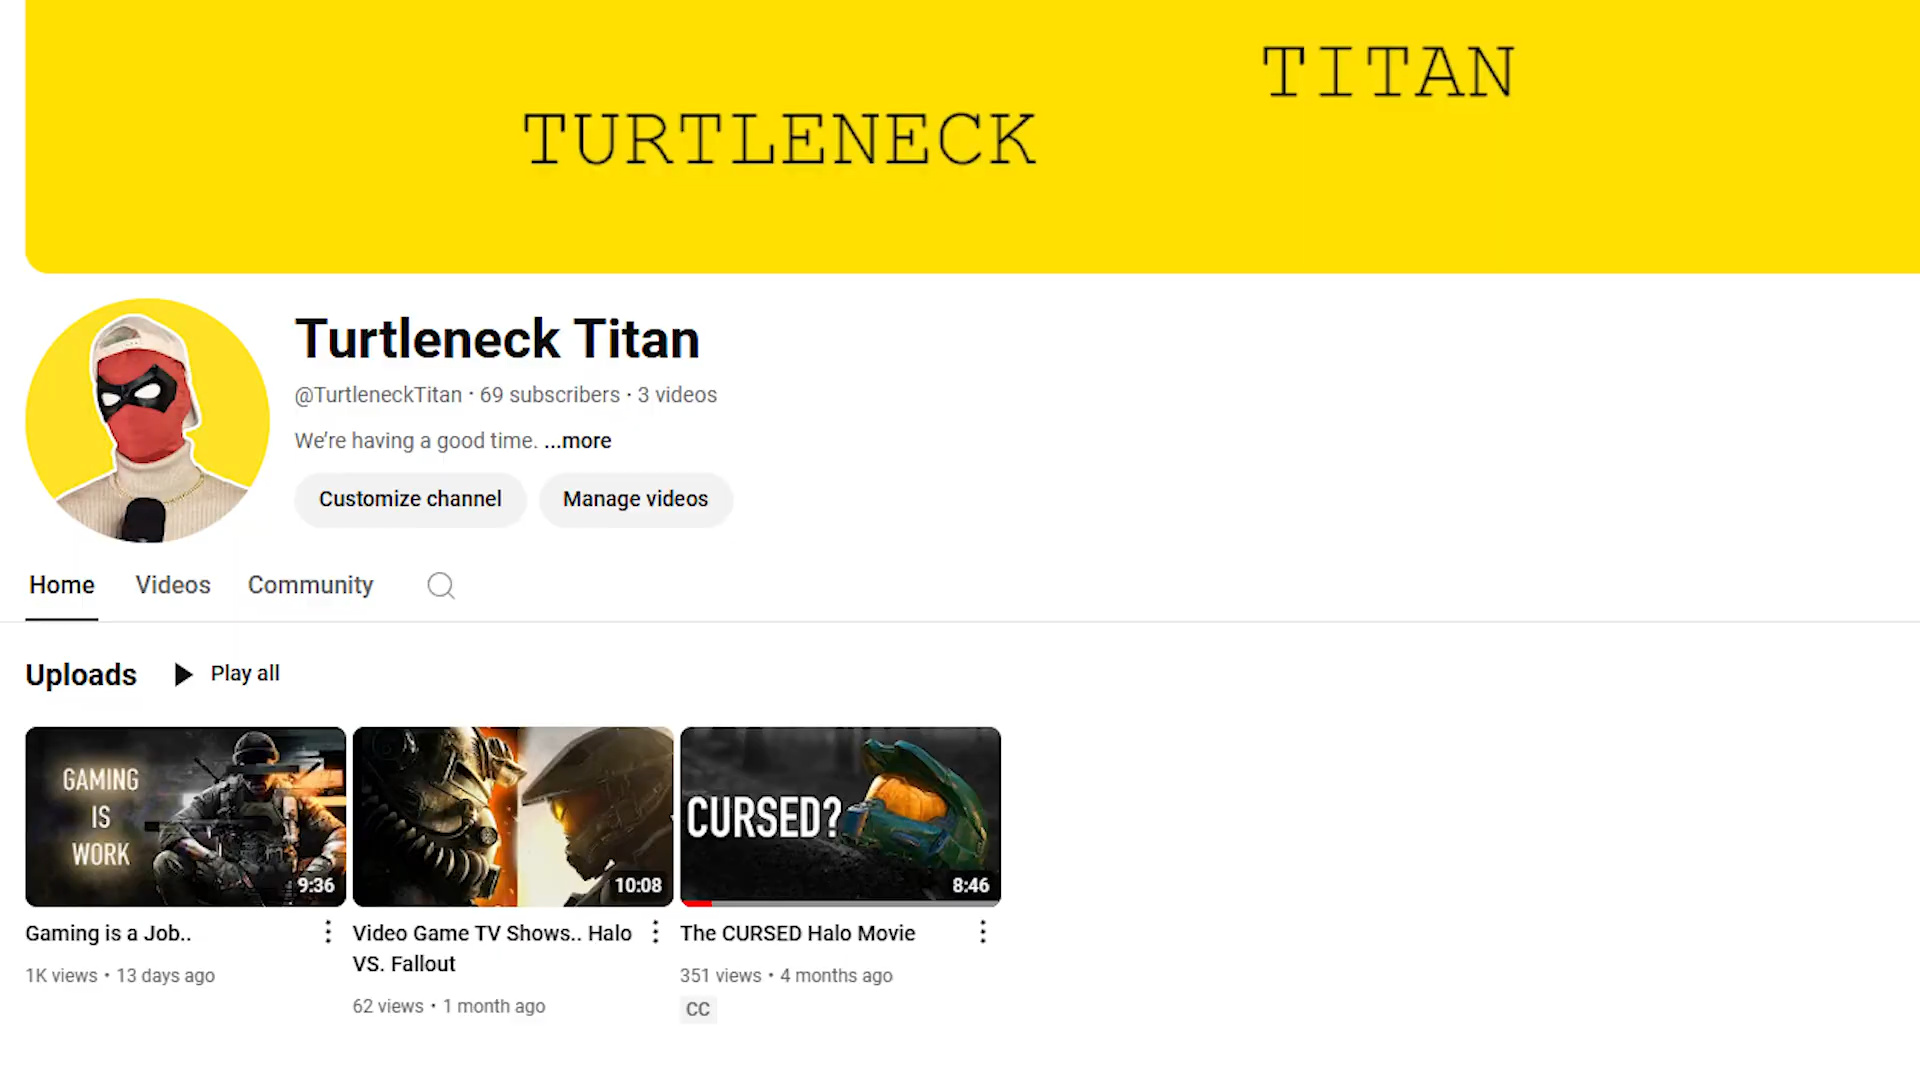 TITAN
TURTLENECK
Turtleneck Titan
@TurtleneckTitan · 69 subscribers · 3 videos
We’re having a good time. ...more
Customize channel
Manage videos
Home
Videos
Community
Uploads
Play all
GAMING
IS
WORK
9:36
10:08
CURSED?
8:46
Gaming is a Job..
1K views • 13 days ago
Video Game TV Shows.. Halo
VS. Fallout
62 views • 1 month ago
The CURSED Halo Movie
351 views • 4 months ago
CC